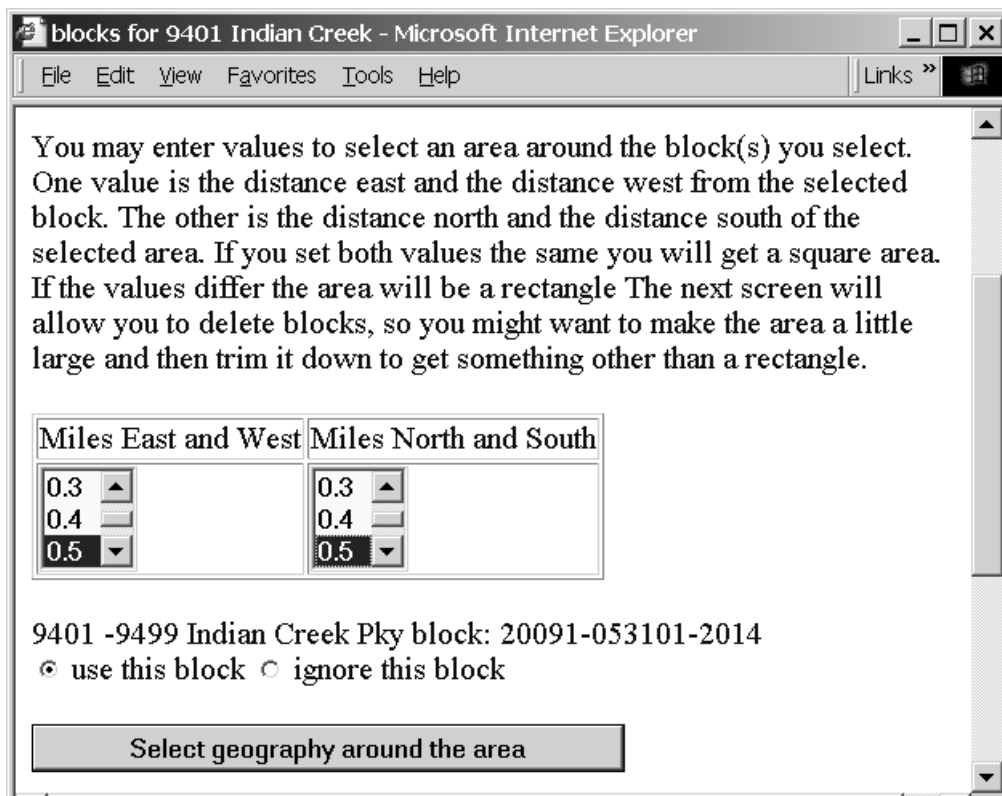 blocks for 9401 Indian Creek - Microsoft Internet Explorer
File Edit View Favorites Tools Help Links »
You may enter values to select an area around the block(s) you select.
One value is the distance east and the distance west from the selected
block. The other is the distance north and the distance south of the
selected area. If you set both values the same you will get a square area.
If the values differ the area will be a rectangle The next screen will
allow you to delete blocks, so you might want to make the area a little
large and then trim it down to get something other than a rectangle.
Miles East and West Miles North and South
0.3 0.3
0.4 0.4
0.5 0.5
9401 -9499 Indian Creek Pky block: 20091-053101-2014
use this block ignore this block
Select geography around the area